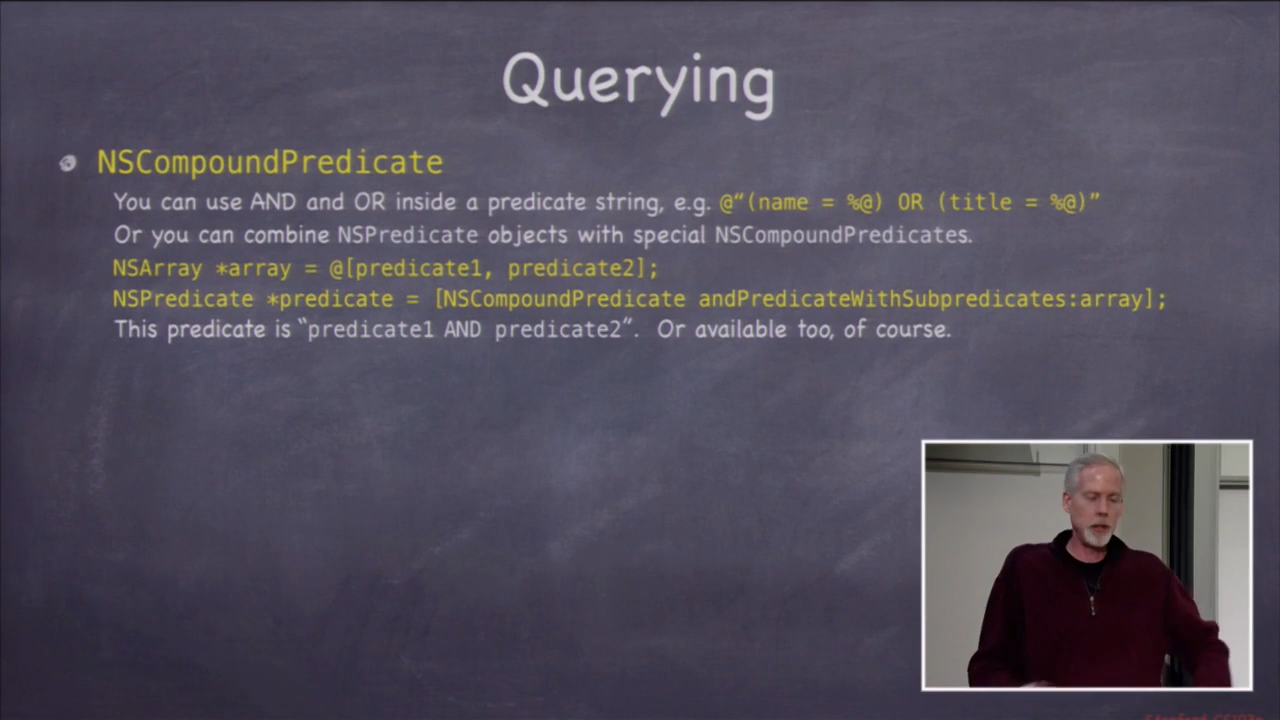 Querying
NSCompoundPredicate
You can use AND and OR inside a predicate string, e.g. @“(name = %@) OR (title = %@)”
Or you can combine NSPredicate objects with special NSCompoundPredicates.
NSArray *array = @[predicate1, predicate2];
NSPredicate *predicate = [NSCompoundPredicate andPredicateWithSubpredicates:array];
This predicate is “predicate1 AND predicate2”. Or available too, of course.